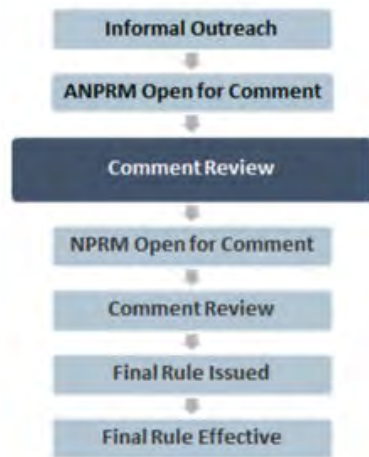 Informal Outreach
ANPRM Open for Comment
Comment Review
NPRM Open for Comment
Comment Review
Final Rule Issued
Final Rule Effective